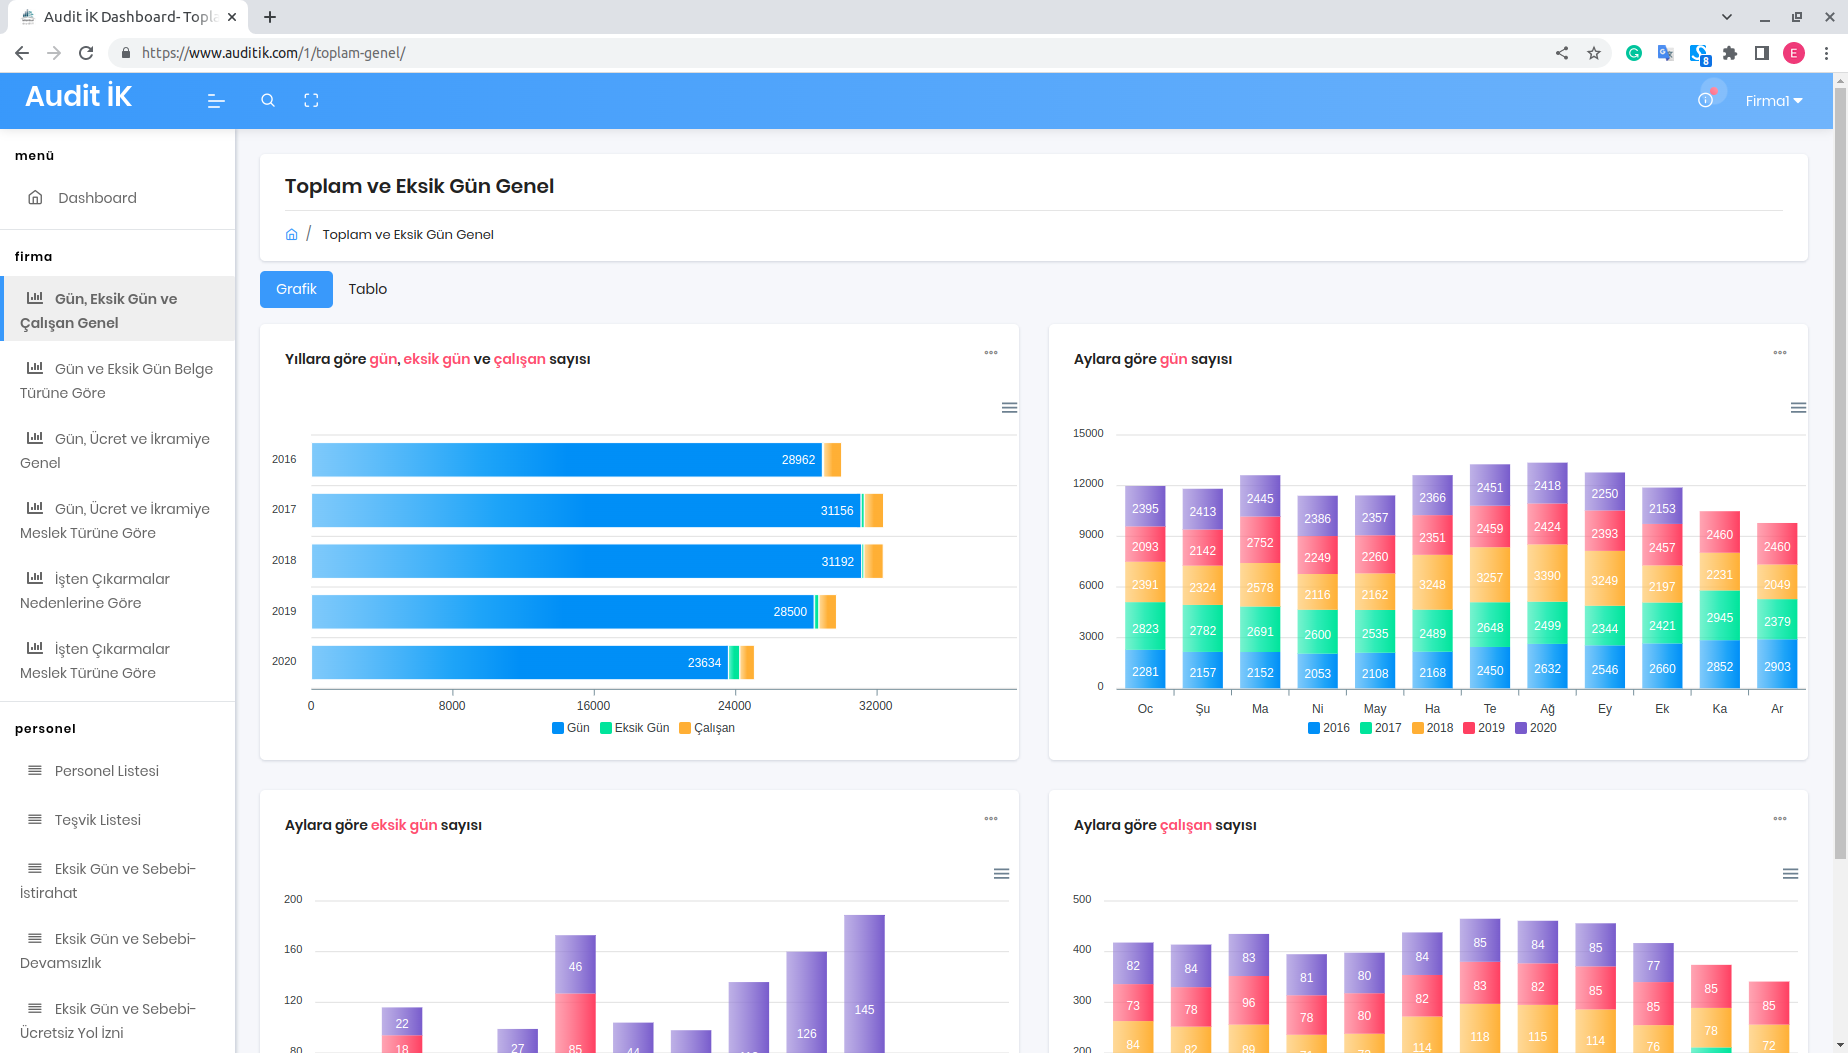 Audit İK Dashboard- Topla
https://www.auditik.com/1/toplam-genel/
8
E
Audit İK
Firma1
menü
Dashboard
firma
Gün, Eksik Gün ve
Çalışan Genel
Gün ve Eksik Gün Belge
Türüne Göre
Gün, Ücret ve İkramiye
Genel
Gün, Ücret ve İkramiye
Meslek Türüne Göre
İşten Çıkarmalar
Nedenlerine Göre
İşten Çıkarmalar
Meslek Türüne Göre
personel
Personel Listesi
Teşvik Listesi
Eksik Gün ve Sebebi-
İstirahat
Eksik Gün ve Sebebi-
Devamsızlık
Eksik Gün ve Sebebi-
Ücretsiz Yol İzni
Toplam ve Eksik Gün Genel
/ Toplam ve Eksik Gün Genel
Grafik Tablo
Yıllara göre gün, eksik gün ve çalışan sayısı
2016 28962
2017 31156
2018 31192
2019 28500
2020 23634
0 8000 16000 24000 32000
Gün Eksik Gün Çalışan
Aylara göre gün sayısı
15000
12000
9000
6000
3000
0
2395 2413 2445 2386 2357 2366 2451 2418 2250 2153
2093 2142 2752 2249 2260 2351 2459 2424 2393 2457 2460 2460
2391 2324 2578 2116 2162 3248 3257 3390 3249 2197 2231 2049
2823 2782 2691 2600 2535 2489 2648 2499 2344 2421 2945 2379
2281 2157 2152 2053 2108 2168 2450 2632 2546 2660 2852 2903
Oc Şu Ma Ni May Ha Te Ağ Ey Ek Ka Ar
2016 2017 2018 2019 2020
Aylara göre eksik gün sayısı
200
160
120
80
22 27 46 44 126 145
18 85
Aylara göre çalışan sayısı
500
400
300
200
82 84 83 81 80 84 85 84 85 77
73 78 96 78 80 82 83 82 85 85 85 85
84 82 89 114 118 115 114 76 78 72